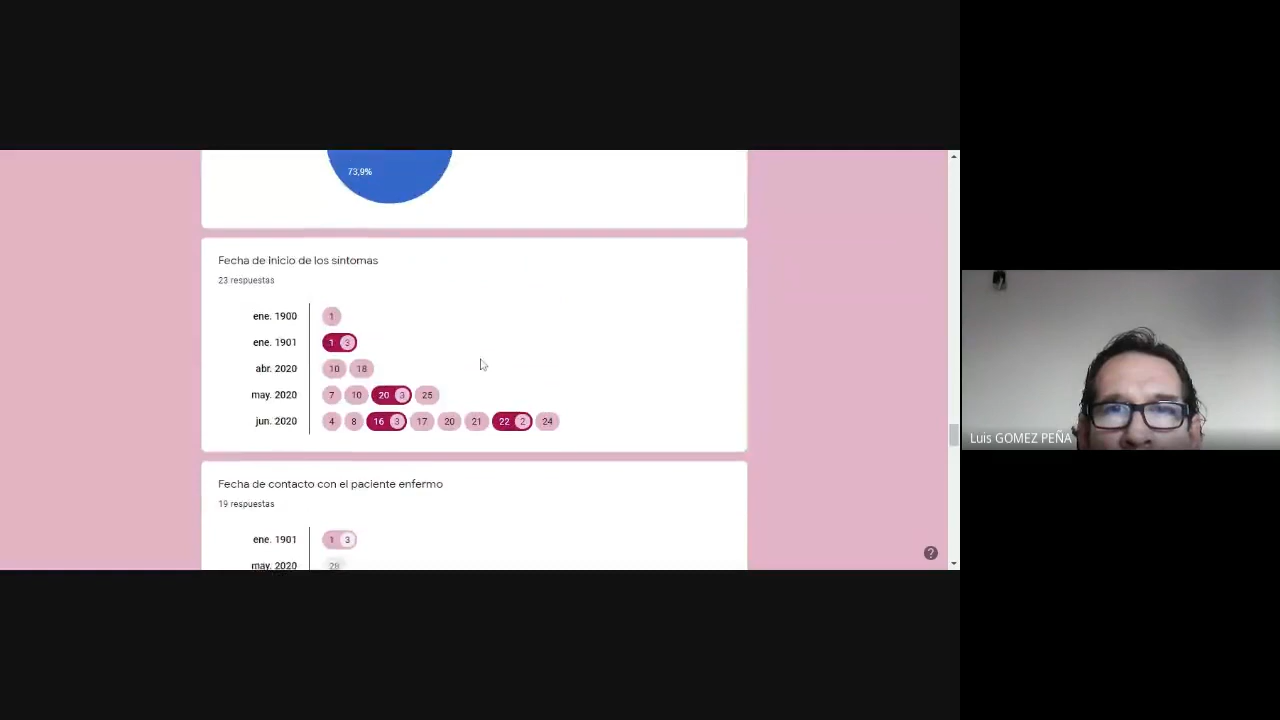 73,9%
Fecha de inicio de los síntomas
23 respuestas
ene. 1900 1
ene. 1901 1 3
abr. 2020 10 18
may. 2020 7 10 20 3 25
jun. 2020 4 8 16 3 17 20 21 22 2 24
Fecha de contacto con el paciente enfermo
19 respuestas
ene. 1901 1 3
may. 2020 28
?
Luis GOMEZ PEÑA